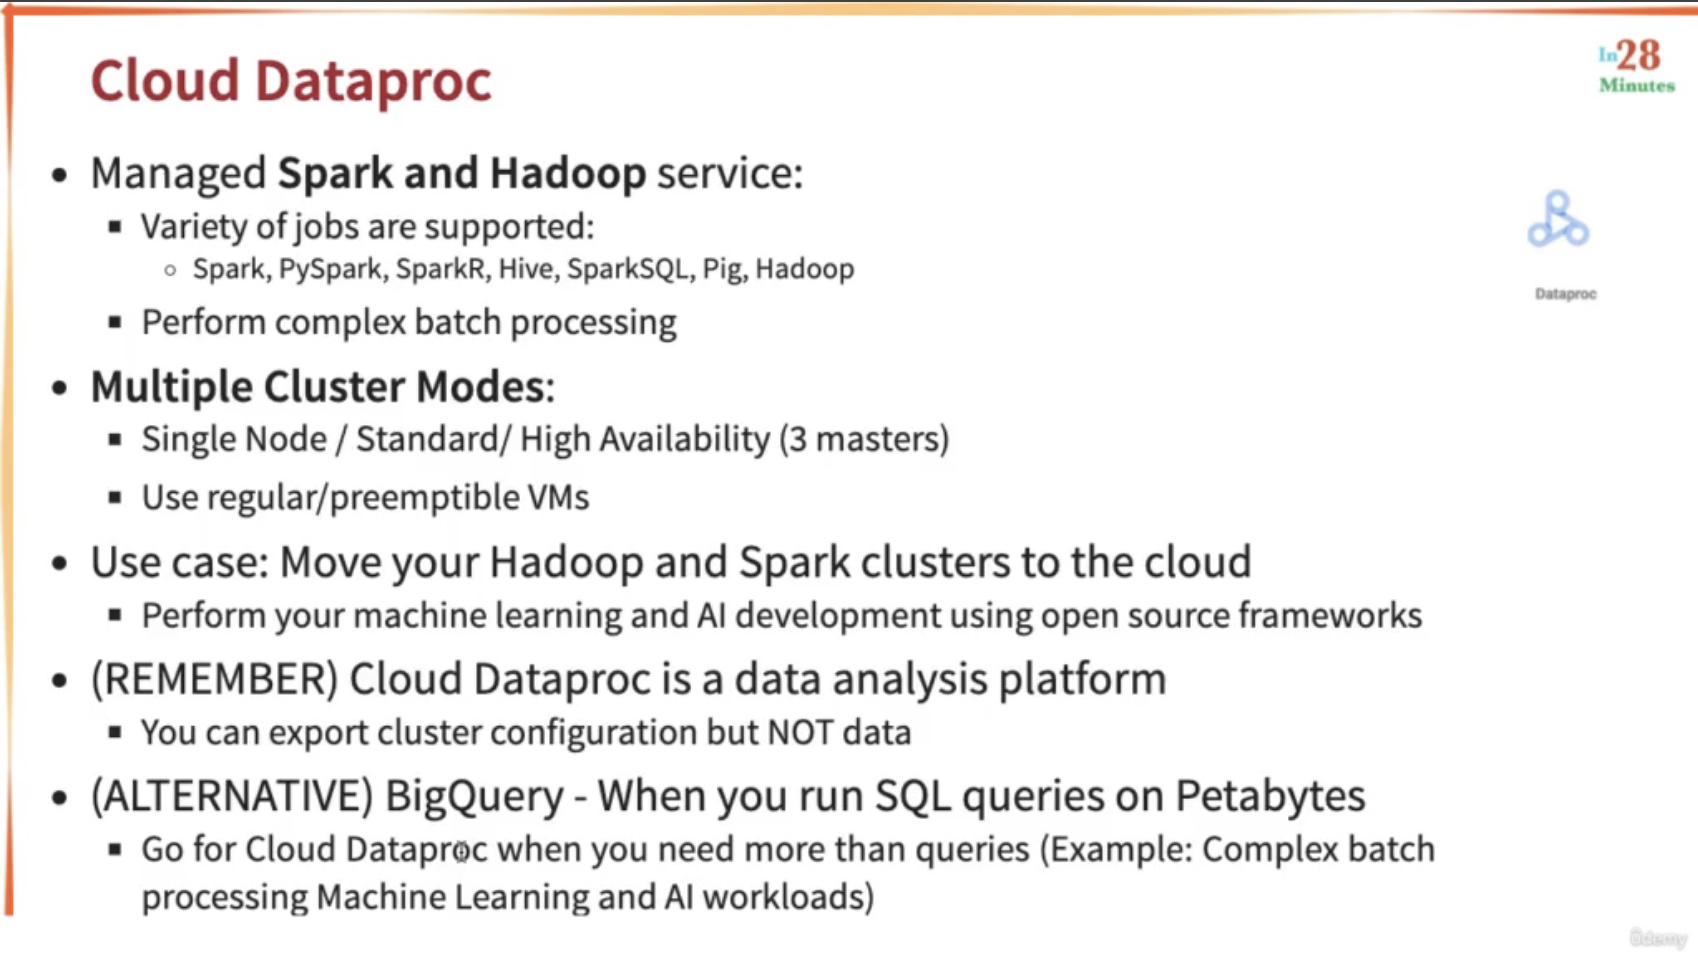 Cloud Dataproc
In28
Minutes
• Managed Spark and Hadoop service:
▪ Variety of jobs are supported:
○ Spark, PySpark, SparkR, Hive, SparkSQL, Pig, Hadoop
▪ Perform complex batch processing
Dataproc
• Multiple Cluster Modes:
▪ Single Node / Standard/ High Availability (3 masters)
▪ Use regular/preemptible VMs
• Use case: Move your Hadoop and Spark clusters to the cloud
▪ Perform your machine learning and AI development using open source frameworks
• (REMEMBER) Cloud Dataproc is a data analysis platform
▪ You can export cluster configuration but NOT data
• (ALTERNATIVE) BigQuery - When you run SQL queries on Petabytes
▪ Go for Cloud Dataproc when you need more than queries (Example: Complex batch
processing Machine Learning and AI workloads)
Udemy